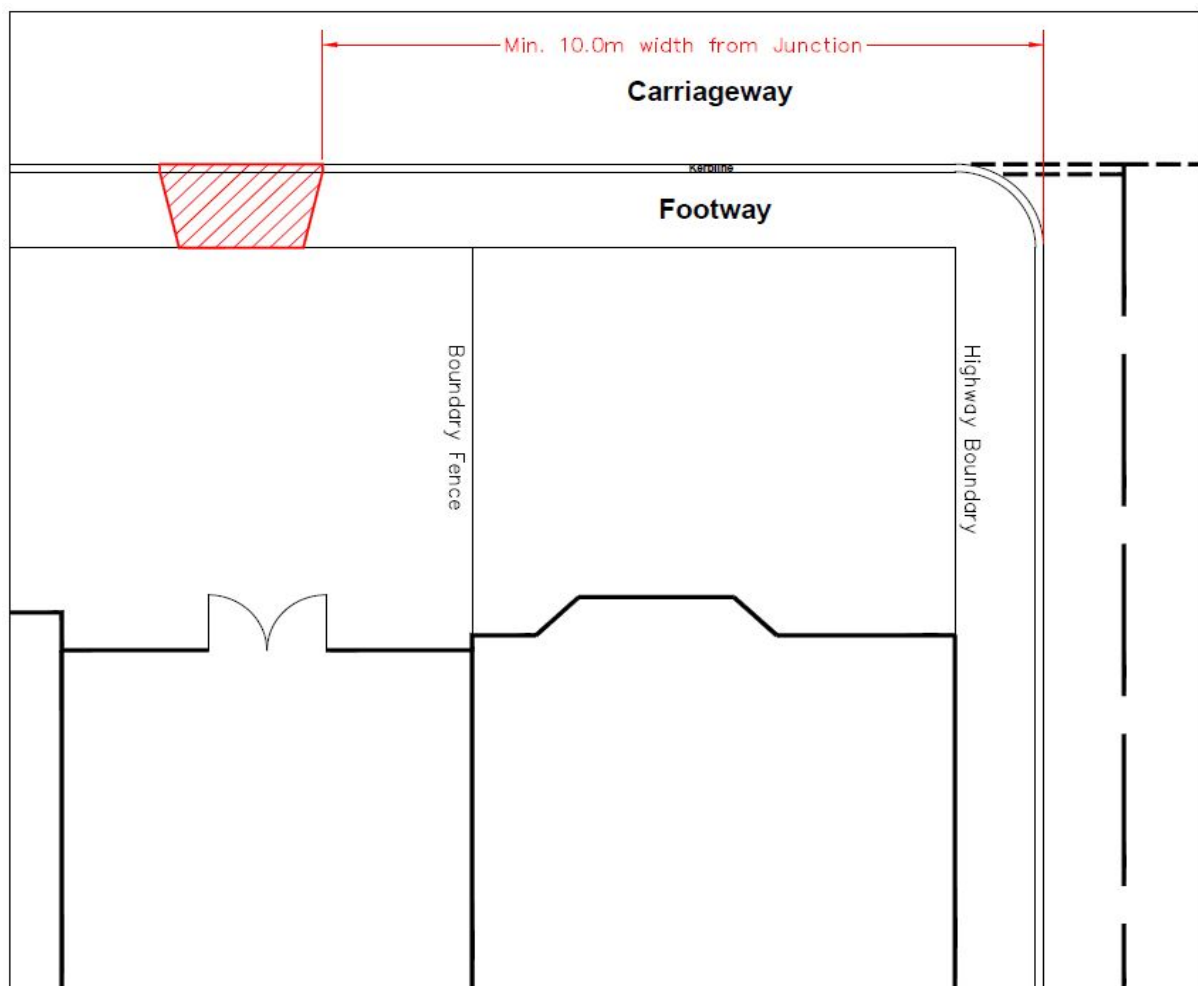 Min. 10.0m width from Junction
Carriageway
Kerbline
Footway
Boundary Fence
Highway Boundary